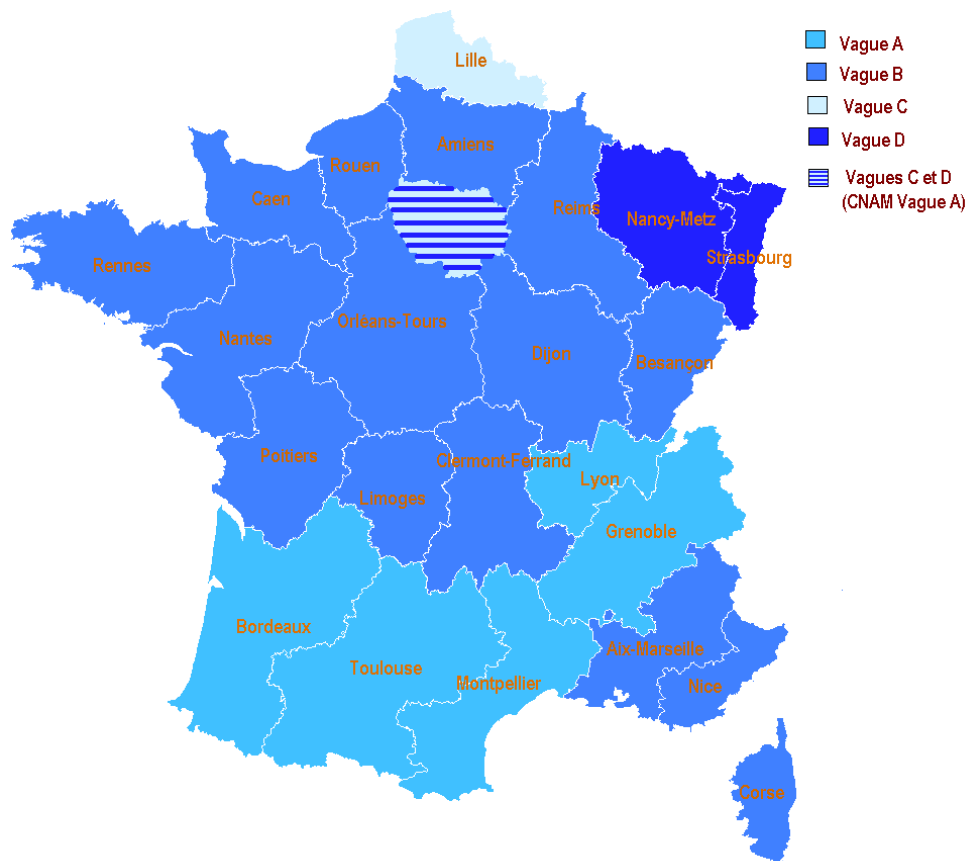 Lille
Vague A
Vague B
Vague C
Vague D
Vagues C et D
(CNAM Vague A)
Amiens
Rouen
Caen
Reims
Nancy-Metz
Strasbourg
Rennes
Orléans-Tours
Nantes
Dijon
Besançon
Poitiers
Clermont-Ferrand
Lyon
Limoges
Grenoble
Bordeaux
Aix-Marseille
Toulouse
Montpellier
Nice
Corse